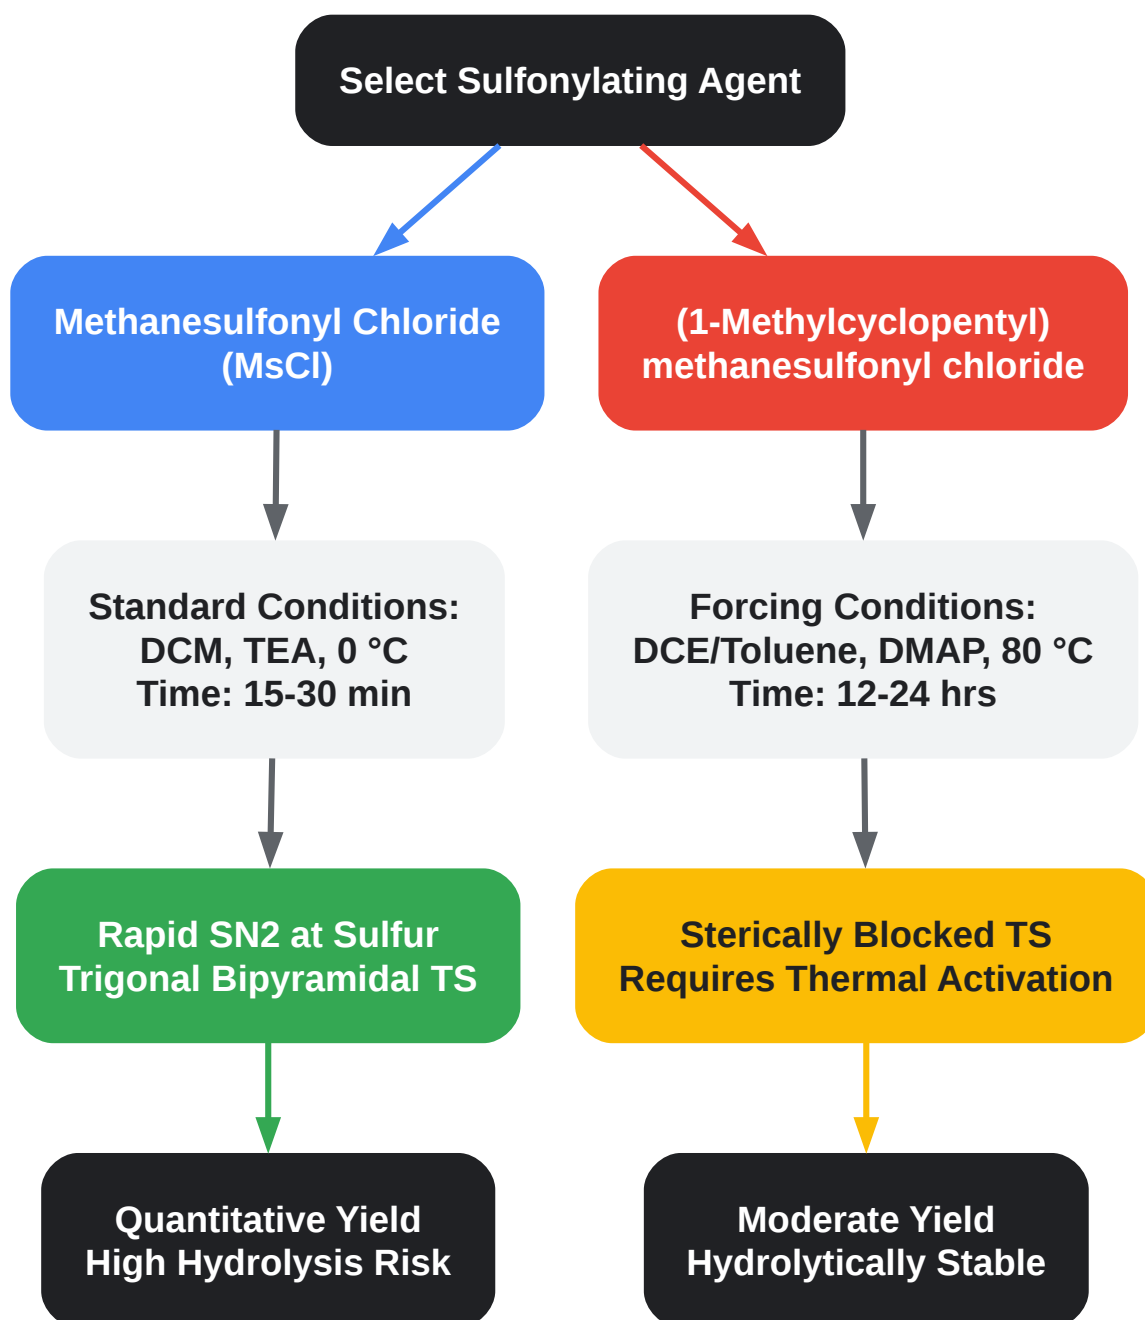 Select Sulfonylating Agent
Methanesulfonyl Chloride
(MsCl)
(1-Methylcyclopentyl)
methanesulfonyl chloride
Standard Conditions:
DCM, TEA, 0 °C
Time: 15-30 min
Forcing Conditions:
DCE/Toluene, DMAP, 80 °C
Time: 12-24 hrs
Rapid SN2 at Sulfur
Trigonal Bipyramidal TS
Sterically Blocked TS
Requires Thermal Activation
Quantitative Yield
High Hydrolysis Risk
Moderate Yield
Hydrolytically Stable